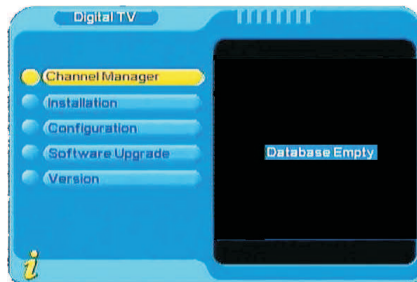 Digital TV
Channel Manager
Installation
Configuration
Software Upgrade
Version
Database Empty
i